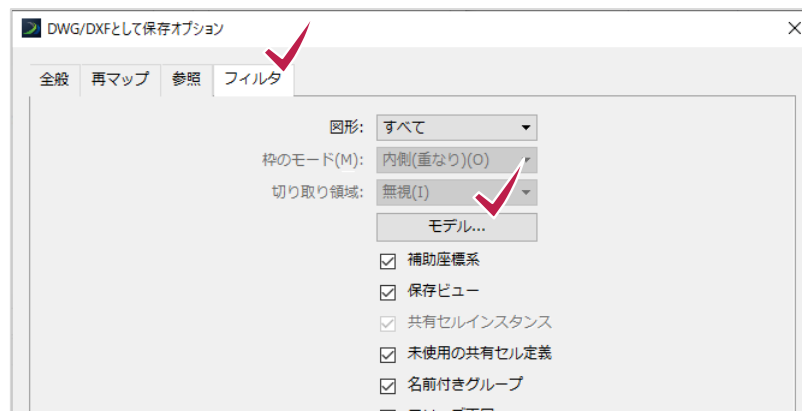 DWG/DXFとして保存オプション
全般 再マップ 参照 フィルタ
図形: すべて
枠のモード(M): 内側(重なり)(O)
切り取り領域: 無視(I)
モデル...
補助座標系
保存ビュー
共有セルインスタンス
未使用の共有セル定義
名前付きグループ